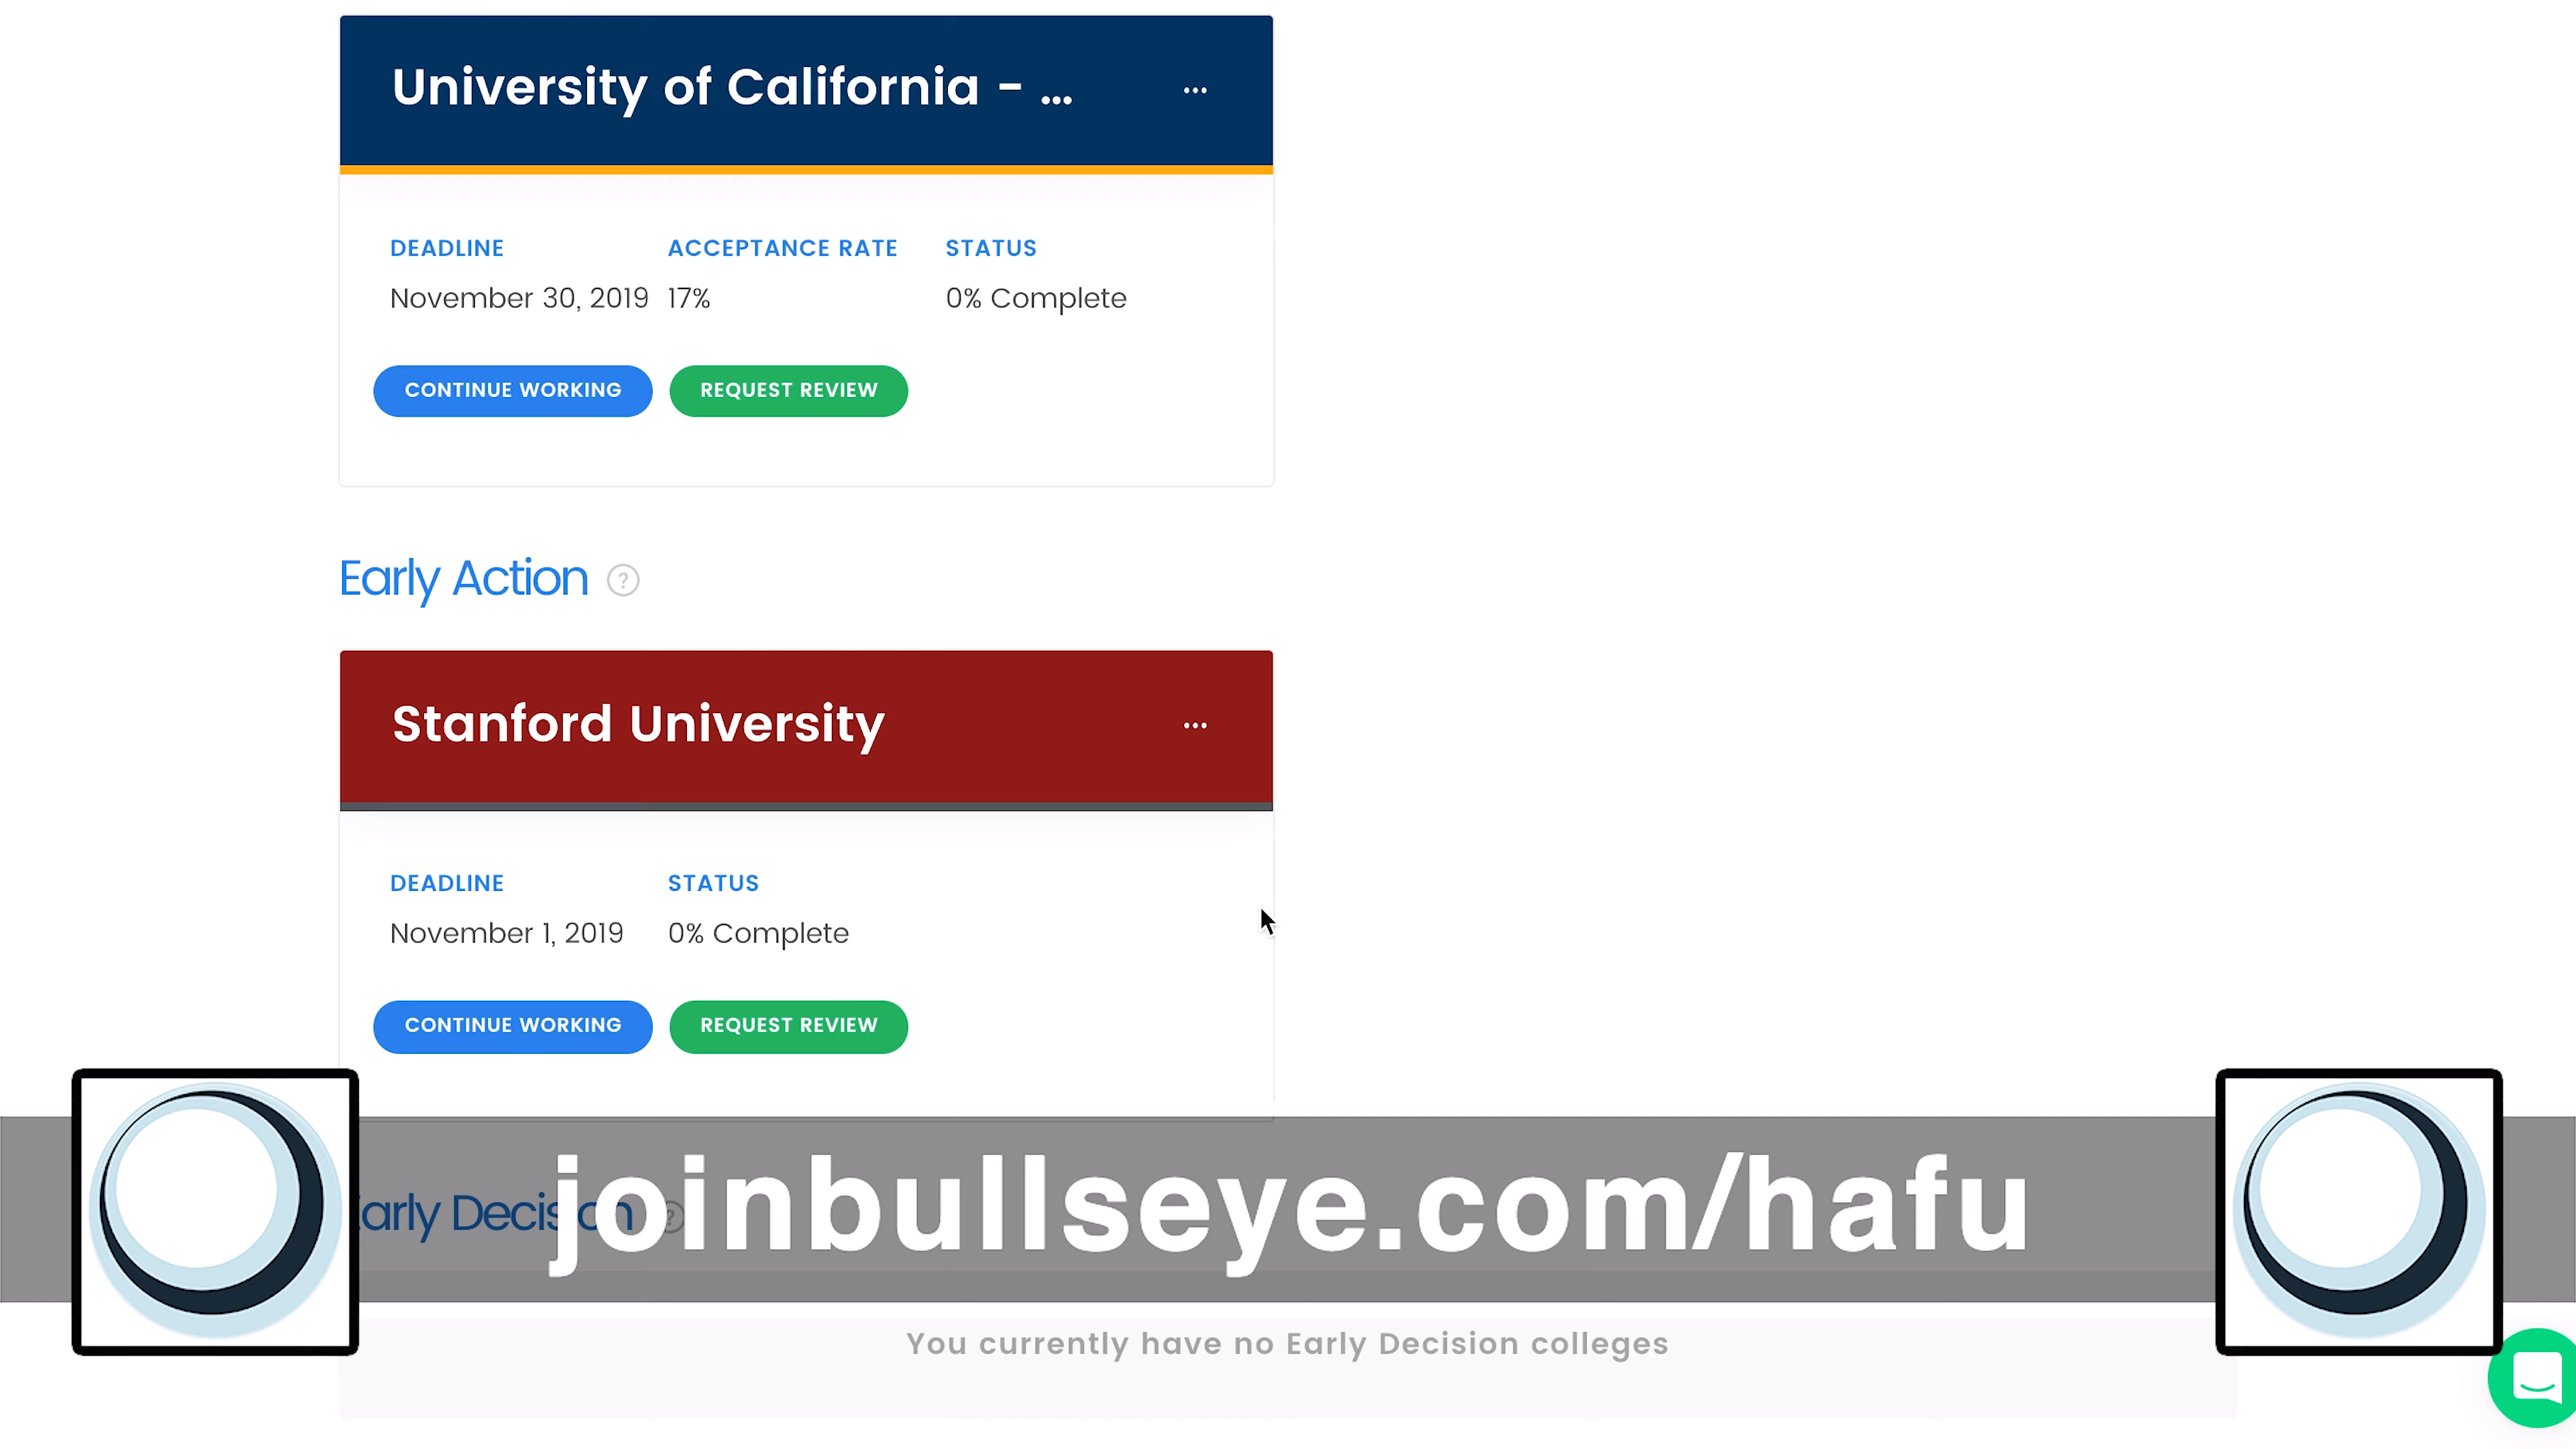 University of California - ...
DEADLINE ACCEPTANCE RATE STATUS
November 30, 2019 17% 0% Complete
CONTINUE WORKING REQUEST REVIEW
Early Action ?
Stanford University
DEADLINE STATUS
November 1, 2019 0% Complete
CONTINUE WORKING REQUEST REVIEW
Early Decision ?
joinbullseye.com/hafu
You currently have no Early Decision colleges